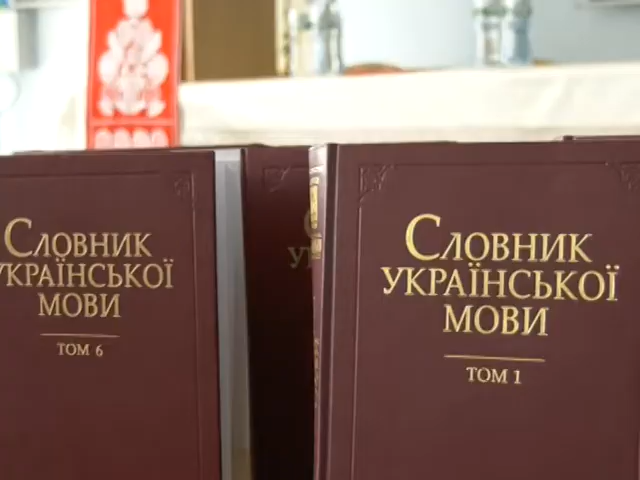 Словник
української
мови
Том 6
Словник
української
мови
Том 1